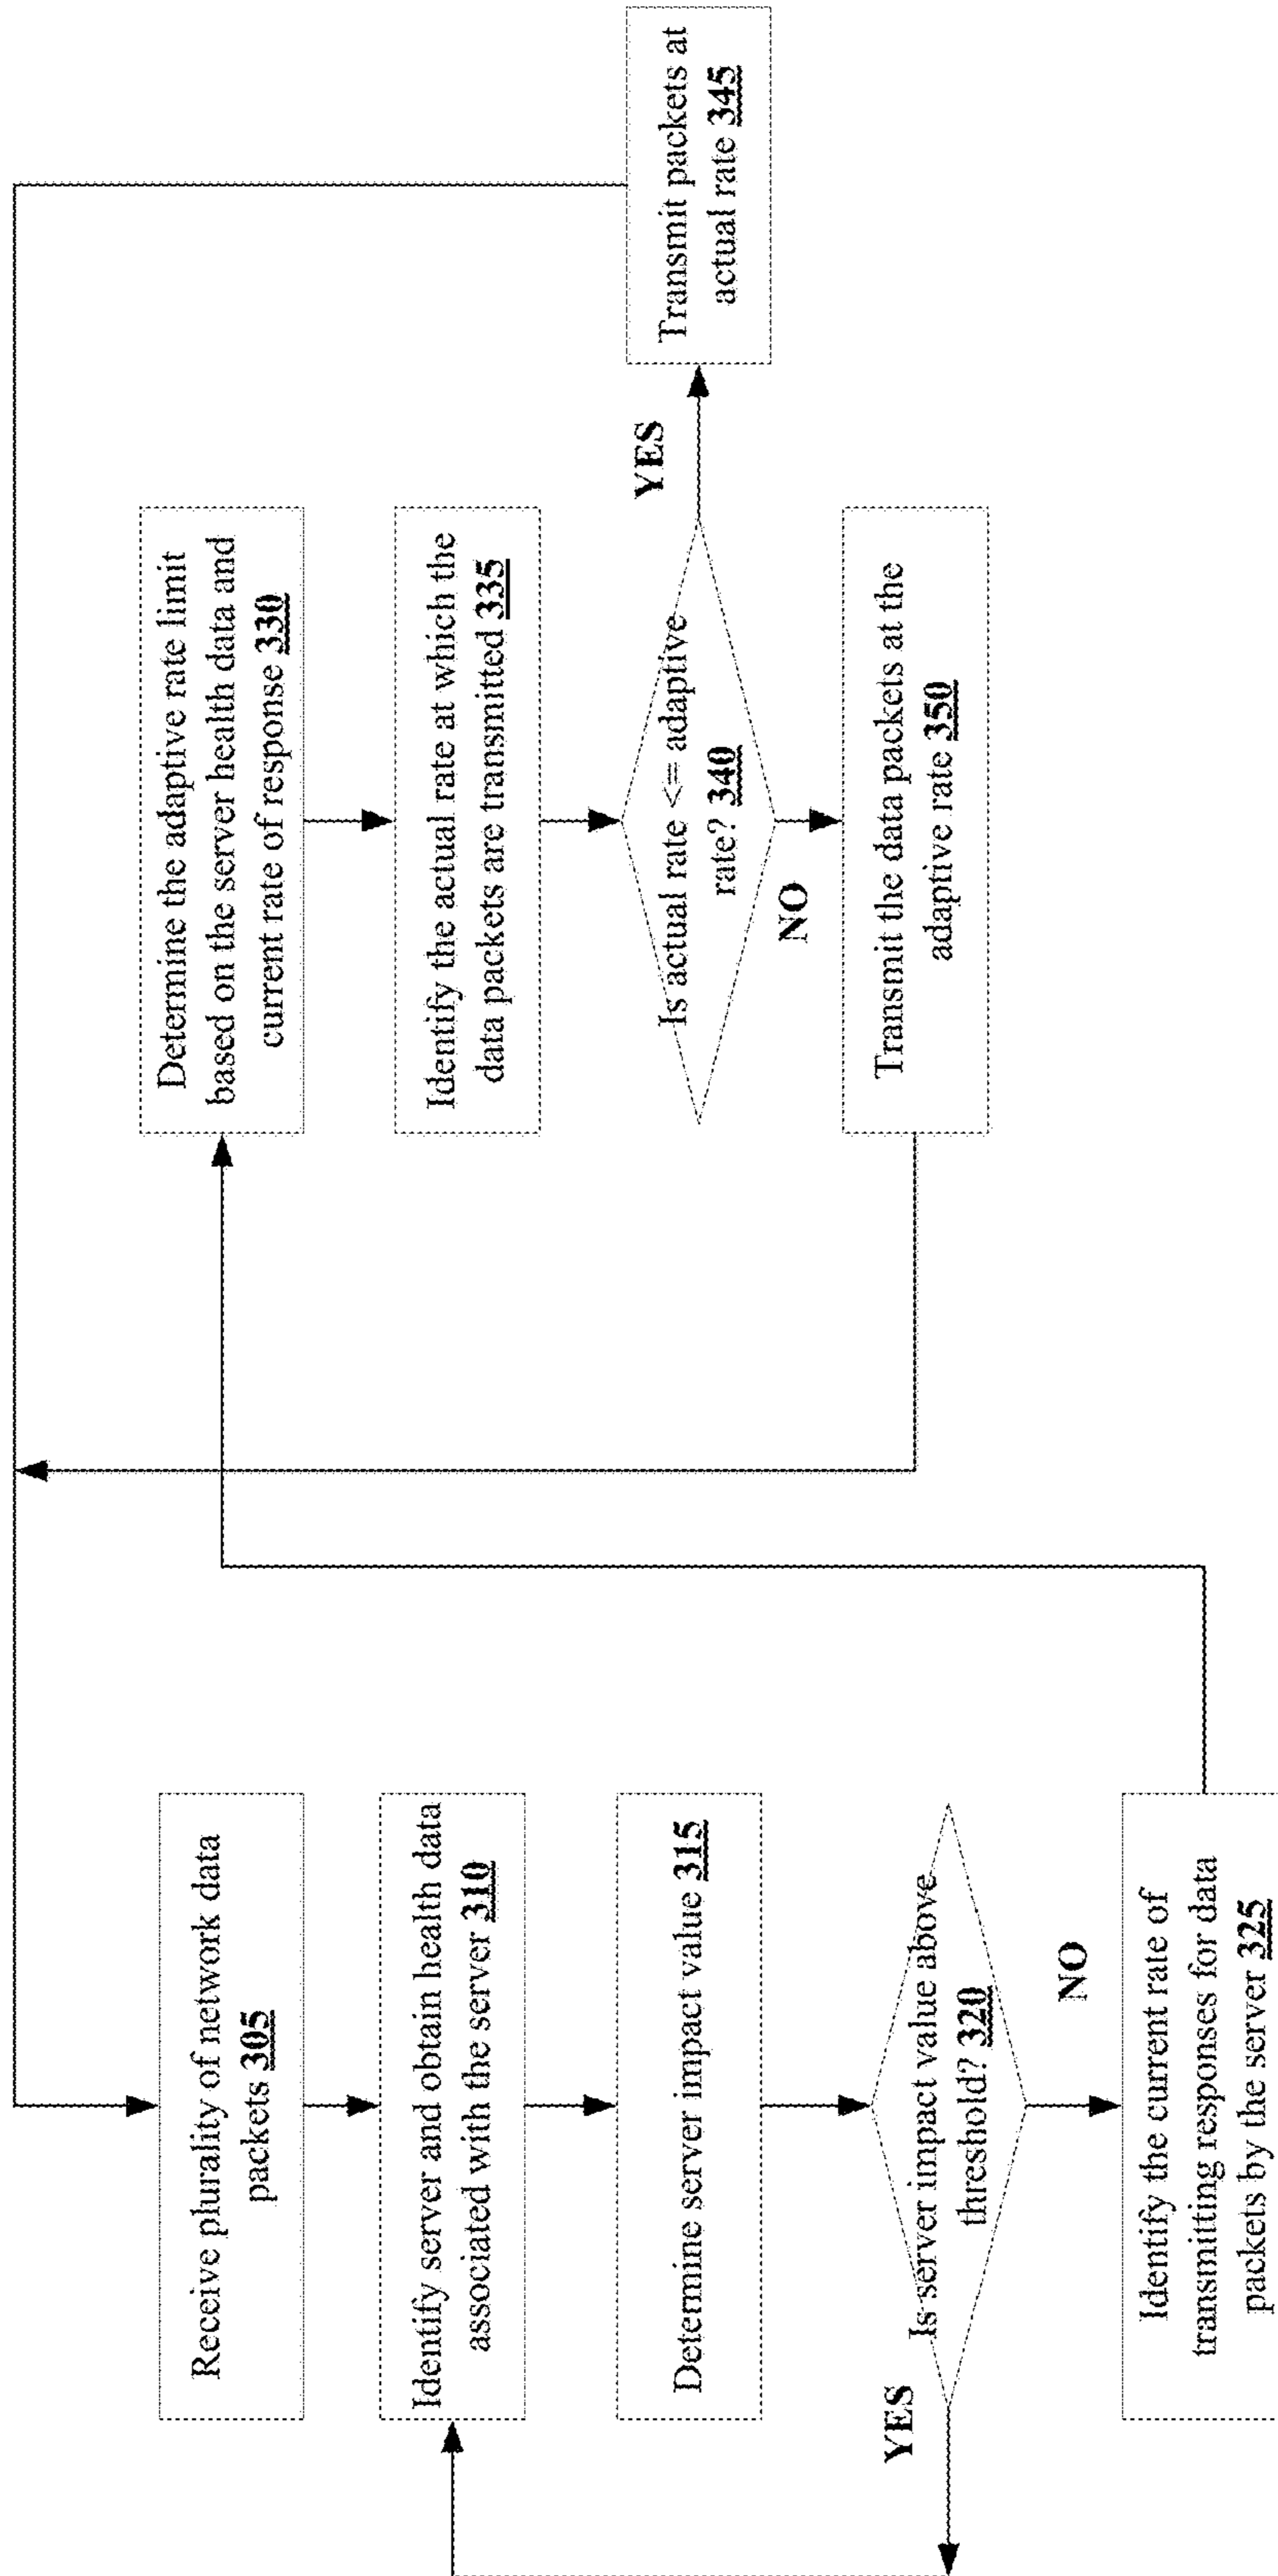 Receive plurality of network data
packets 305
Identify server and obtain health data
associated with the server 310
Determine server impact value 315
Is server impact value above
threshold? 320
YES
NO
Identify the current rate of
transmitting responses for data
packets by the server 325
Determine the adaptive rate limit
based on the server health data and
current rate of response 330
Identify the actual rate at which the
data packets are transmitted 335
Is actual rate <= adaptive
rate? 340
YES
NO
Transmit packets at
actual rate 345
Transmit the data packets at the
adaptive rate 350